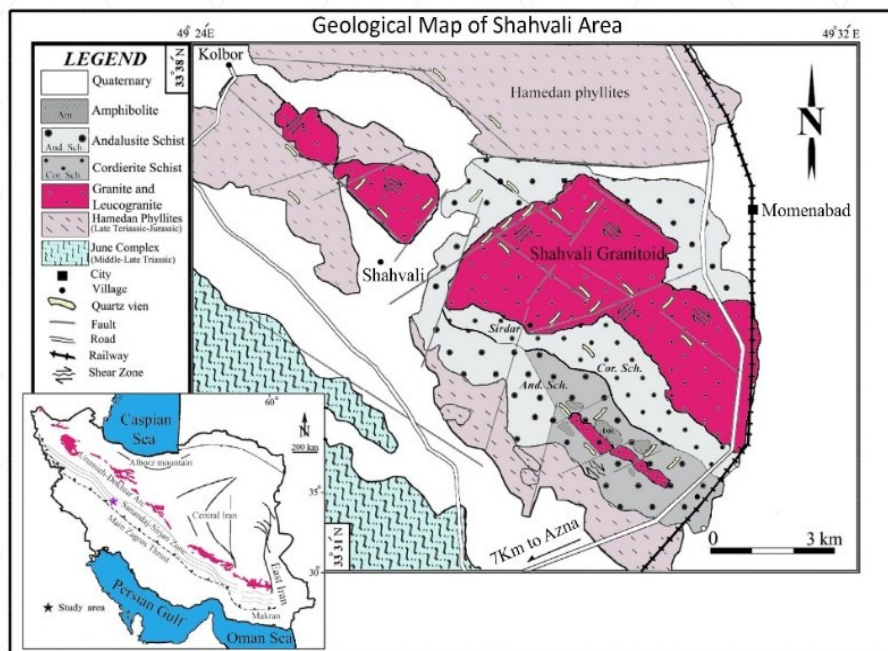 Geological Map of Shahvali Area
49° 24E
49° 32 E
33° 38 N
LEGEND
Quaternary
Am.
Amphibolite
And. Sch.
Andalusite Schist
Cor. Sch.
Cordierite Schist
Granite and
Leucogranite
Hamedan Phyllites
(Late Teriassic-Jurassic)
June Complex
(Middle-Late Triassic)
City
Village
Quartz vien
Fault
Road
Railway
Shear Zone
Kolbor
Hamedan phyllites
N
Momenabad
Shahvali Granitoid
Shahvali
Sirdar
Cor. Sch.
And. Sch.
Am.
33° 31 N
7Km to Azna
0 3 km
60
N
200 km
Caspian
Sea
Alborz mountain
Urumieh-Dokhtar Arc
35
Central Iran
Sanandaj-Sirjan Zone
Main Zagros Thrust
East Iran
30
Persian Gulf
Makran
Study area
Oman Sea